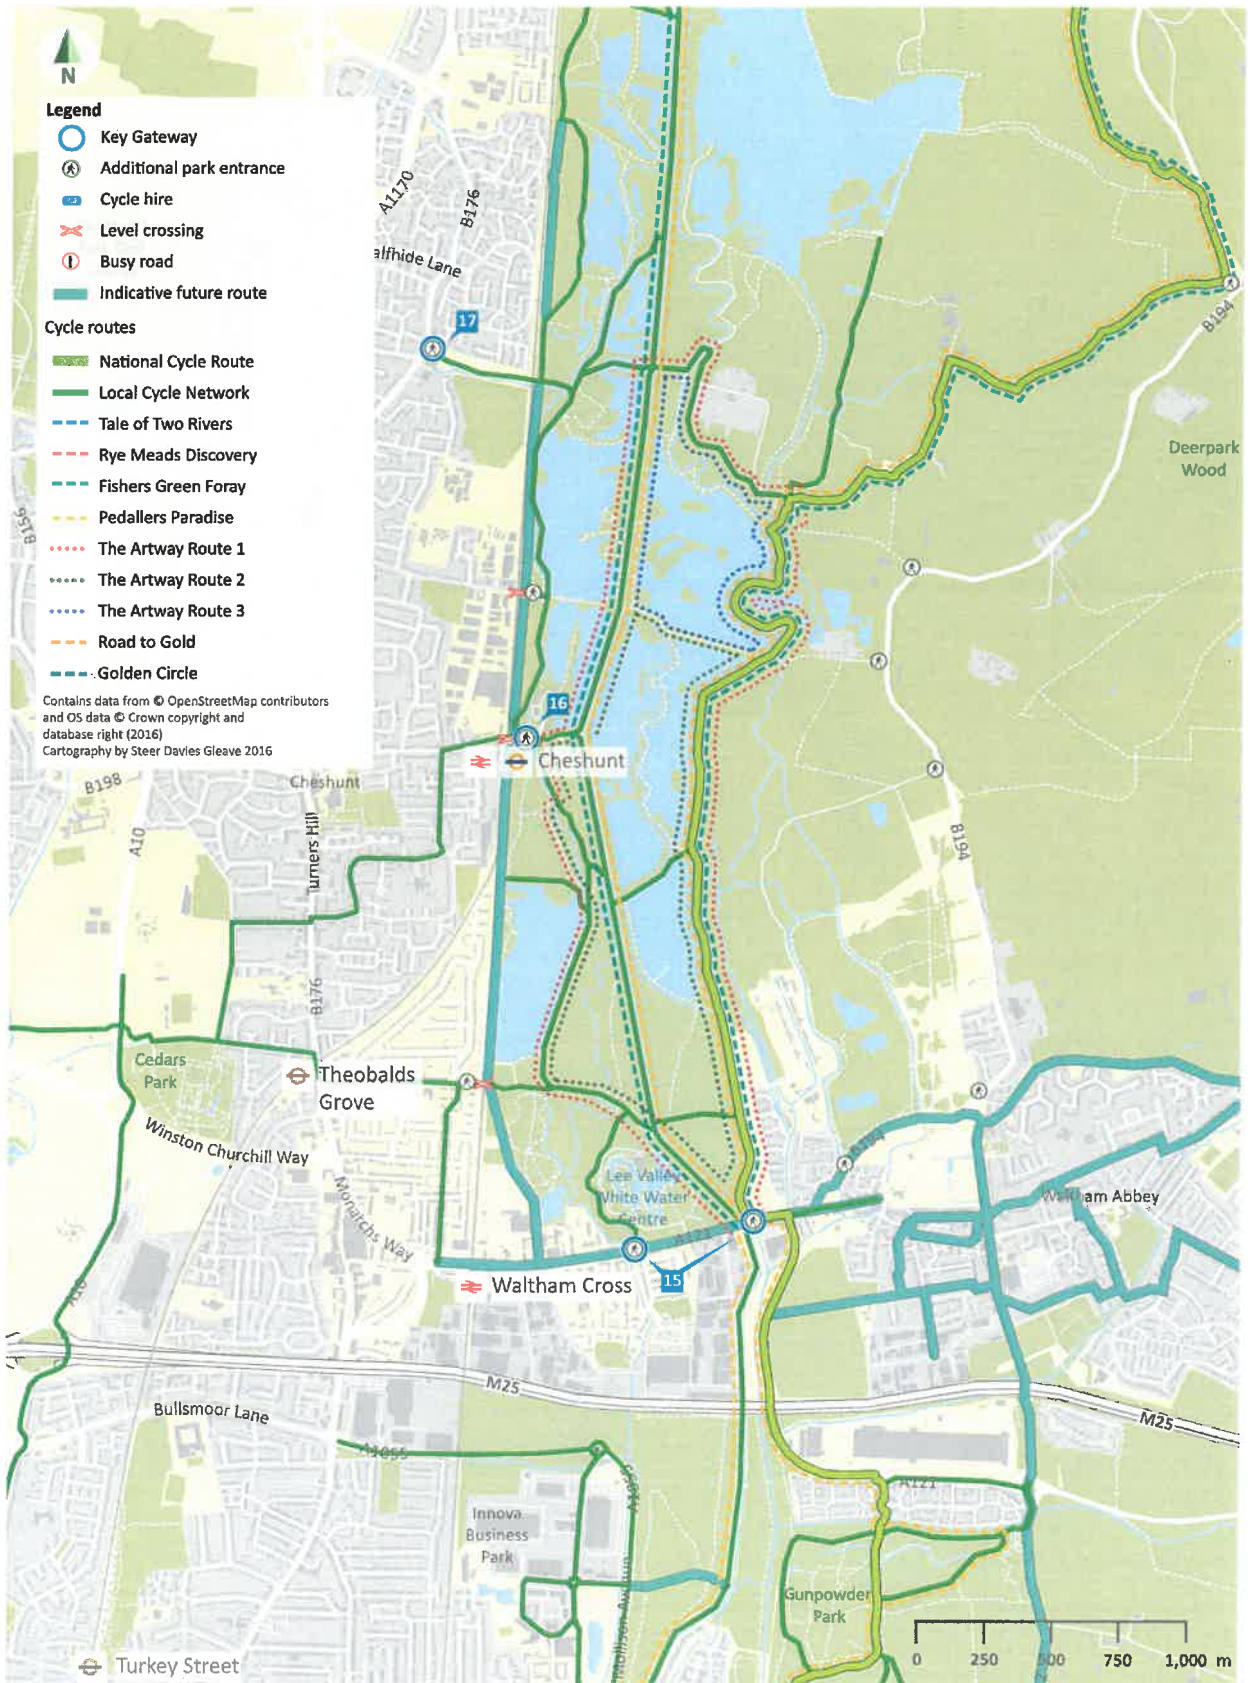 N
Legend
Key Gateway
Additional park entrance
Cycle hire
Level crossing
Busy road
Indicative future route
Cycle routes
National Cycle Route
Local Cycle Network
Tale of Two Rivers
Rye Meads Discovery
Fishers Green Foray
Pedallers Paradise
The Artway Route 1
The Artway Route 2
The Artway Route 3
Road to Gold
Golden Circle
Contains data from © OpenStreetMap contributors
and OS data © Crown copyright and
database right (2016)
Cartography by Steer Davies Gleave 2016
A1170
B176
alfhide Lane
17
B194
Deerpark
Wood
B156
16
Cheshunt
B198
Cheshunt
A10
Turners Hill
B194
B176
Cedars
Park
Theobalds
Grove
Winston Churchill Way
Monarchs Way
Lee Valley
White Water
Centre
B194
Waltham Abbey
A121
15
Waltham Cross
A10
M25
M25
Bullsmoor Lane
A1055
A1055
A121
Innova
Business
Park
Mollison Avenue
Gunpowder
Park
Turkey Street
0 250 500 750 1,000 m